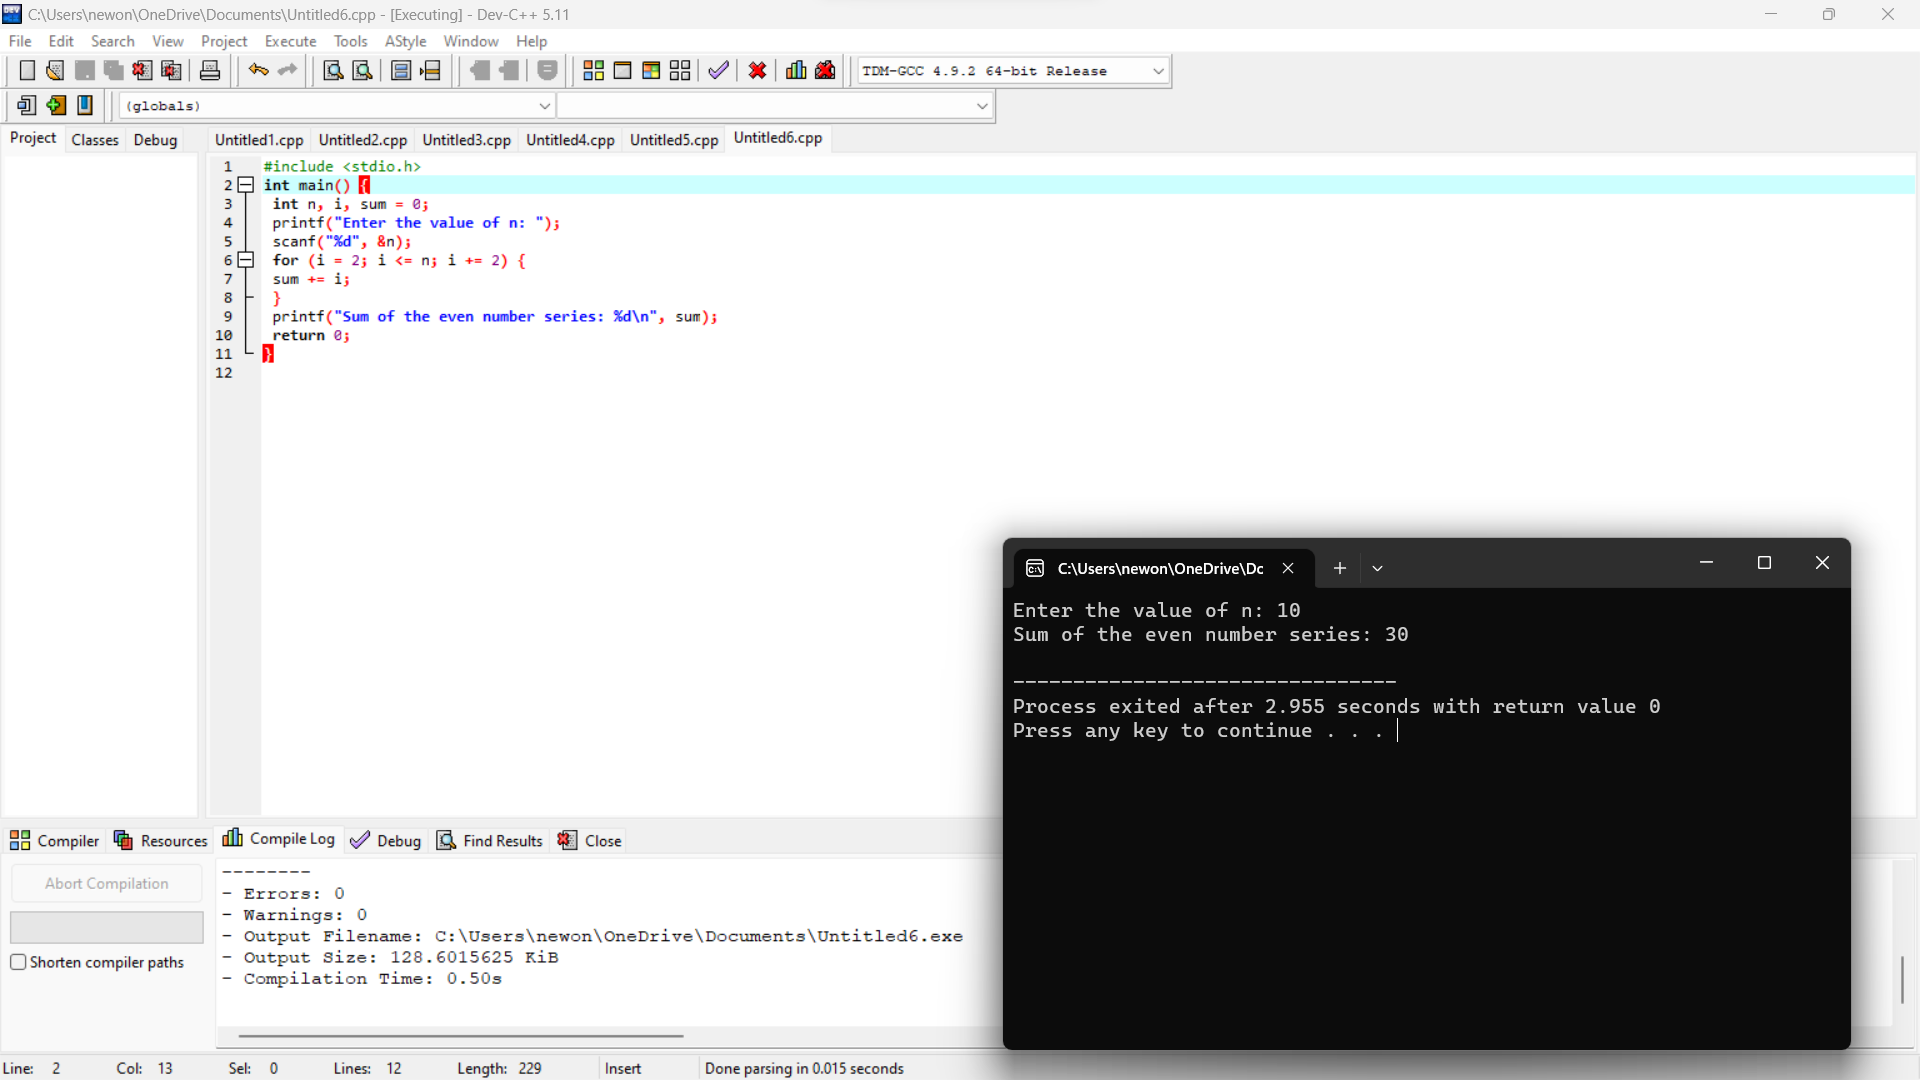 C:\Users\newon\OneDrive\Documents\Untitled6.cpp - [Executing] - Dev-C++ 5.11
File Edit Search View Project Execute Tools AStyle Window Help
TDM-GCC 4.9.2 64-bit Release
(globals)
Project Classes Debug
Untitled1.cpp Untitled2.cpp Untitled3.cpp Untitled4.cpp Untitled5.cpp Untitled6.cpp
1 #include <stdio.h>
2 int main() {
3 int n, i, sum = 0;
4 printf("Enter the value of n: ");
5 scanf("%d", &n);
6 for (i = 2; i <= n; i += 2) {
7 sum += i;
8 }
9 printf("Sum of the even number series: %d\n", sum);
10 return 0;
11 }
12
C:\Users\newon\OneDrive\Dc
Enter the value of n: 10
Sum of the even number series: 30
--------------------------------
Process exited after 2.955 seconds with return value 0
Press any key to continue . . .
Compiler Resources Compile Log Debug Find Results Close
Abort Compilation
Shorten compiler paths
--------
- Errors: 0
- Warnings: 0
- Output Filename: C:\Users\newon\OneDrive\Documents\Untitled6.exe
- Output Size: 128.6015625 KiB
- Compilation Time: 0.50s
Line: 2 Col: 13 Sel: 0 Lines: 12 Length: 229 Insert Done parsing in 0.015 seconds